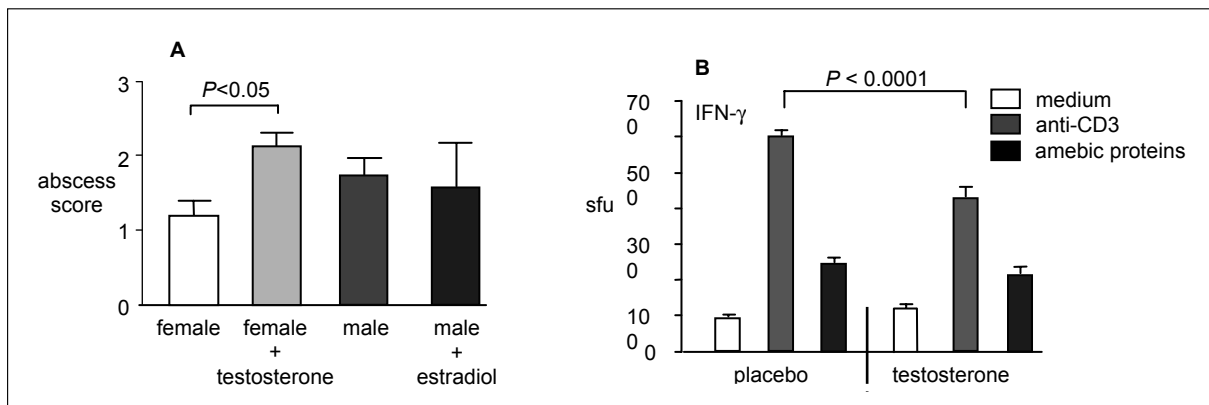 A
3
P<0.05
2
abscess
score
1
0
female
female
+
testosterone
male
male
+
estradiol
B
P < 0.0001
70
0
IFN-γ
medium
anti-CD3
amebic proteins
50
0
sfu
30
0
10
0
0
placebo
testosterone